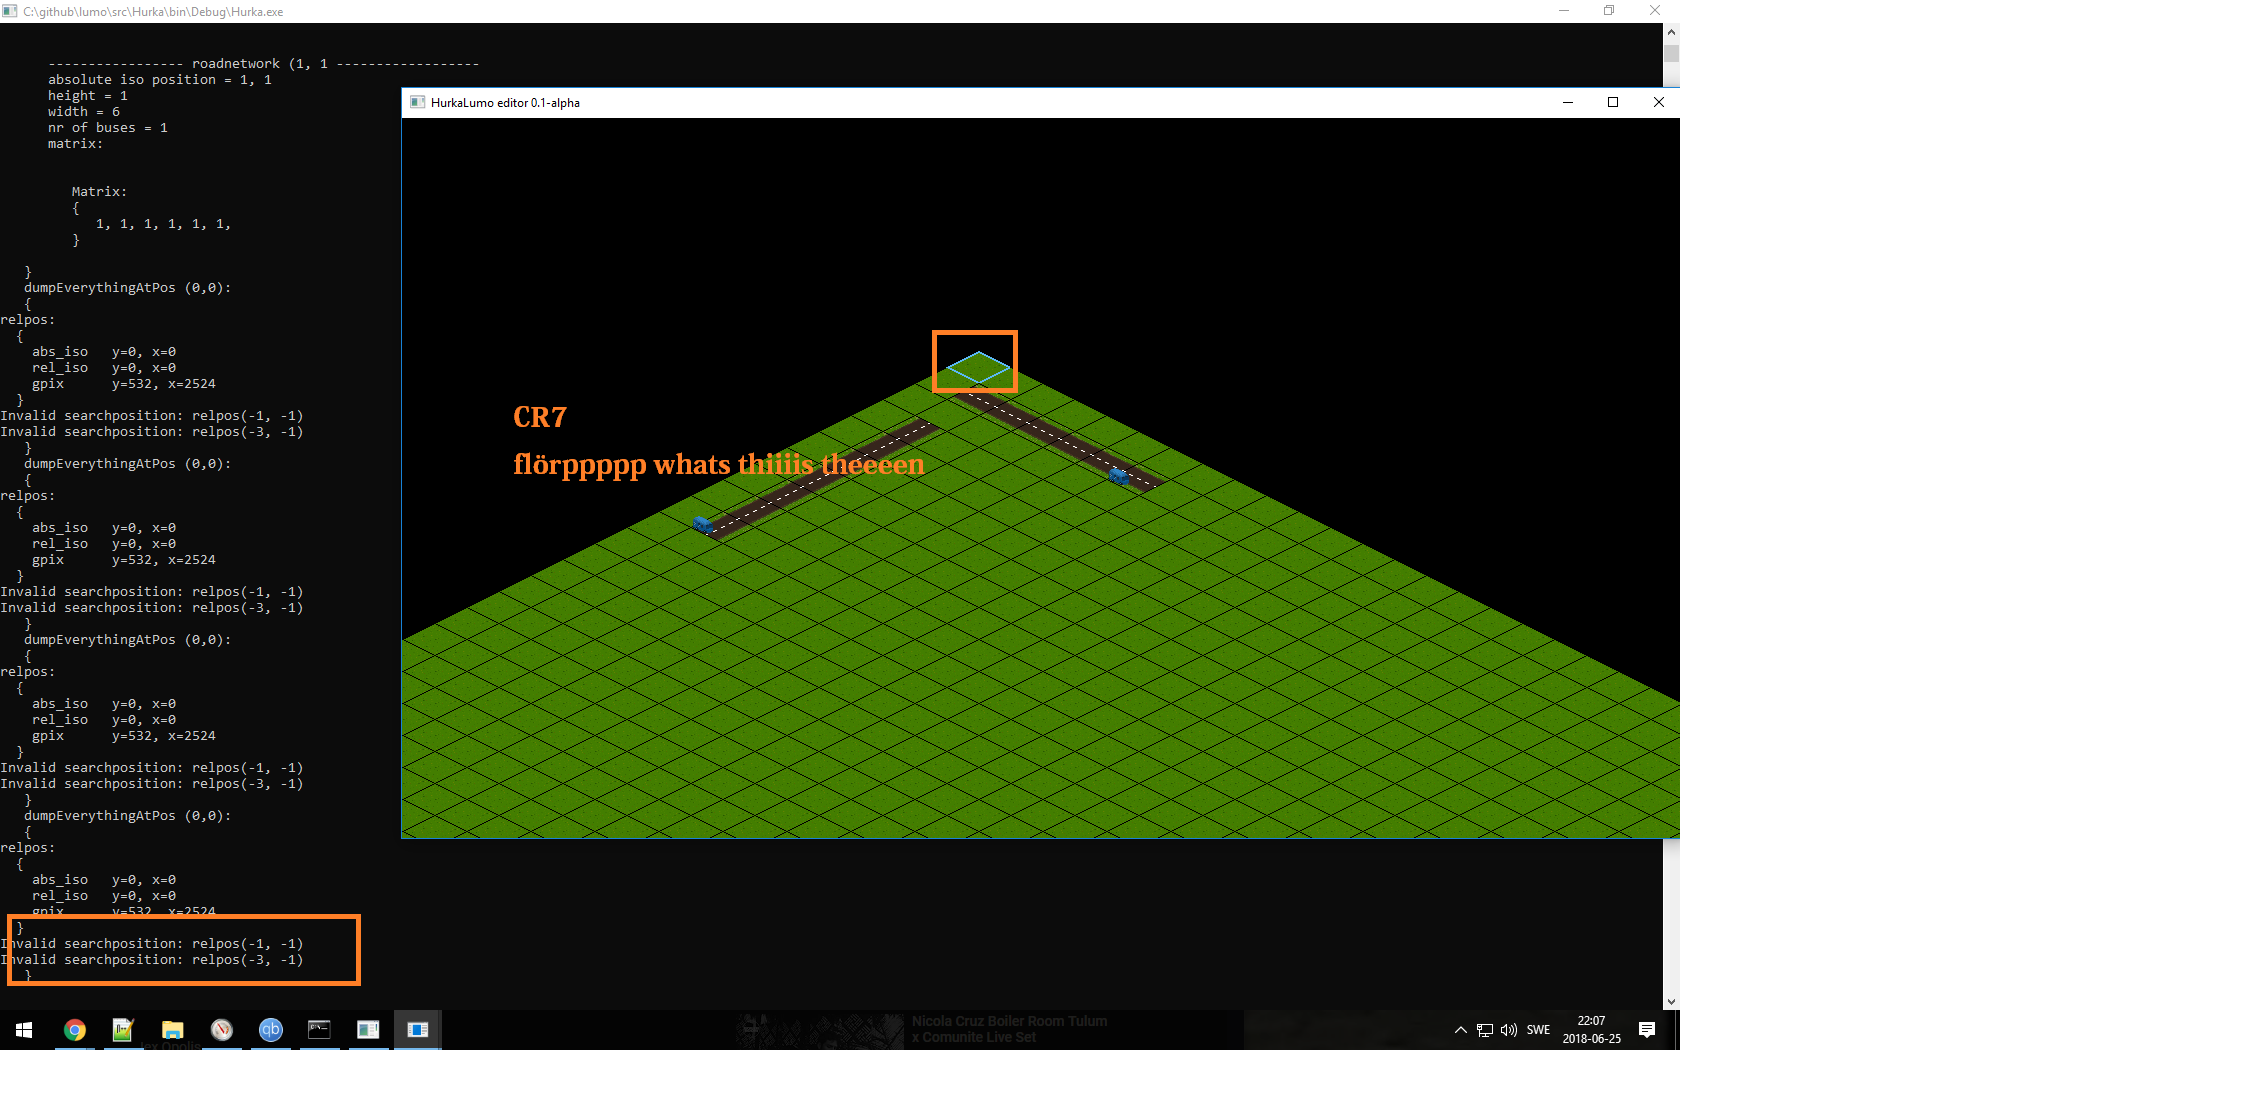 C:\github\lumo\src\Hurka\bin\Debug\Hurka.exe
----------------- roadnetwork (1, 1 ------------------
absolute iso position = 1, 1
height = 1
width = 6
nr of buses = 1
matrix:
Matrix:
{
1, 1, 1, 1, 1, 1,
}
}
dumpEverythingAtPos (0,0):
{
relpos:
{
abs_iso y=0, x=0
rel_iso y=0, x=0
gpix y=532, x=2524
}
Invalid searchposition: relpos(-1, -1)
Invalid searchposition: relpos(-3, -1)
}
dumpEverythingAtPos (0,0):
{
relpos:
{
abs_iso y=0, x=0
rel_iso y=0, x=0
gpix y=532, x=2524
}
Invalid searchposition: relpos(-1, -1)
Invalid searchposition: relpos(-3, -1)
}
dumpEverythingAtPos (0,0):
{
relpos:
{
abs_iso y=0, x=0
rel_iso y=0, x=0
gpix y=532, x=2524
}
Invalid searchposition: relpos(-1, -1)
Invalid searchposition: relpos(-3, -1)
}
dumpEverythingAtPos (0,0):
{
relpos:
{
abs_iso y=0, x=0
rel_iso y=0, x=0
gpix y=532, x=2524
}
Invalid searchposition: relpos(-1, -1)
Invalid searchposition: relpos(-3, -1)
}
HurkaLumo editor 0.1-alpha
CR7
flörppppp whats thiiiis theeeen
qb
Nicola Cruz Boiler Room Tulum
x Comunite Live Set
SWE
22:07
2018-06-25